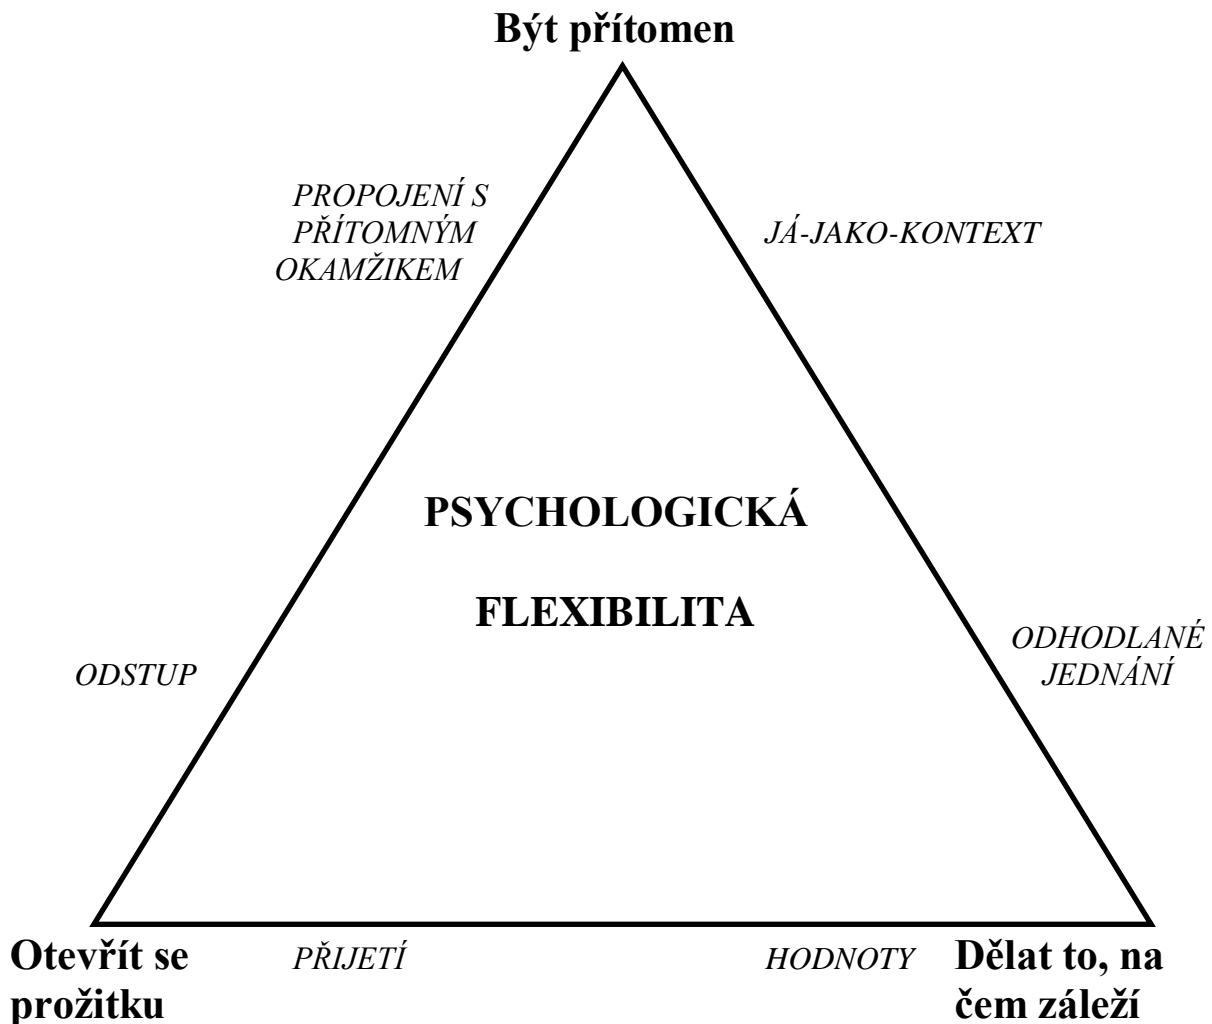 Být přítomen
PROPOJENÍ S
PŘÍTOMNÝM
OKAMŽIKEM
JÁ-JAKO-KONTEXT
PSYCHOLOGICKÁ
FLEXIBILITA
ODSTUP
ODHODLANÉ
JEDNÁNÍ
Otevřít se
prožitku
PŘIJETÍ
HODNOTY
Dělat to, na
čem záleží